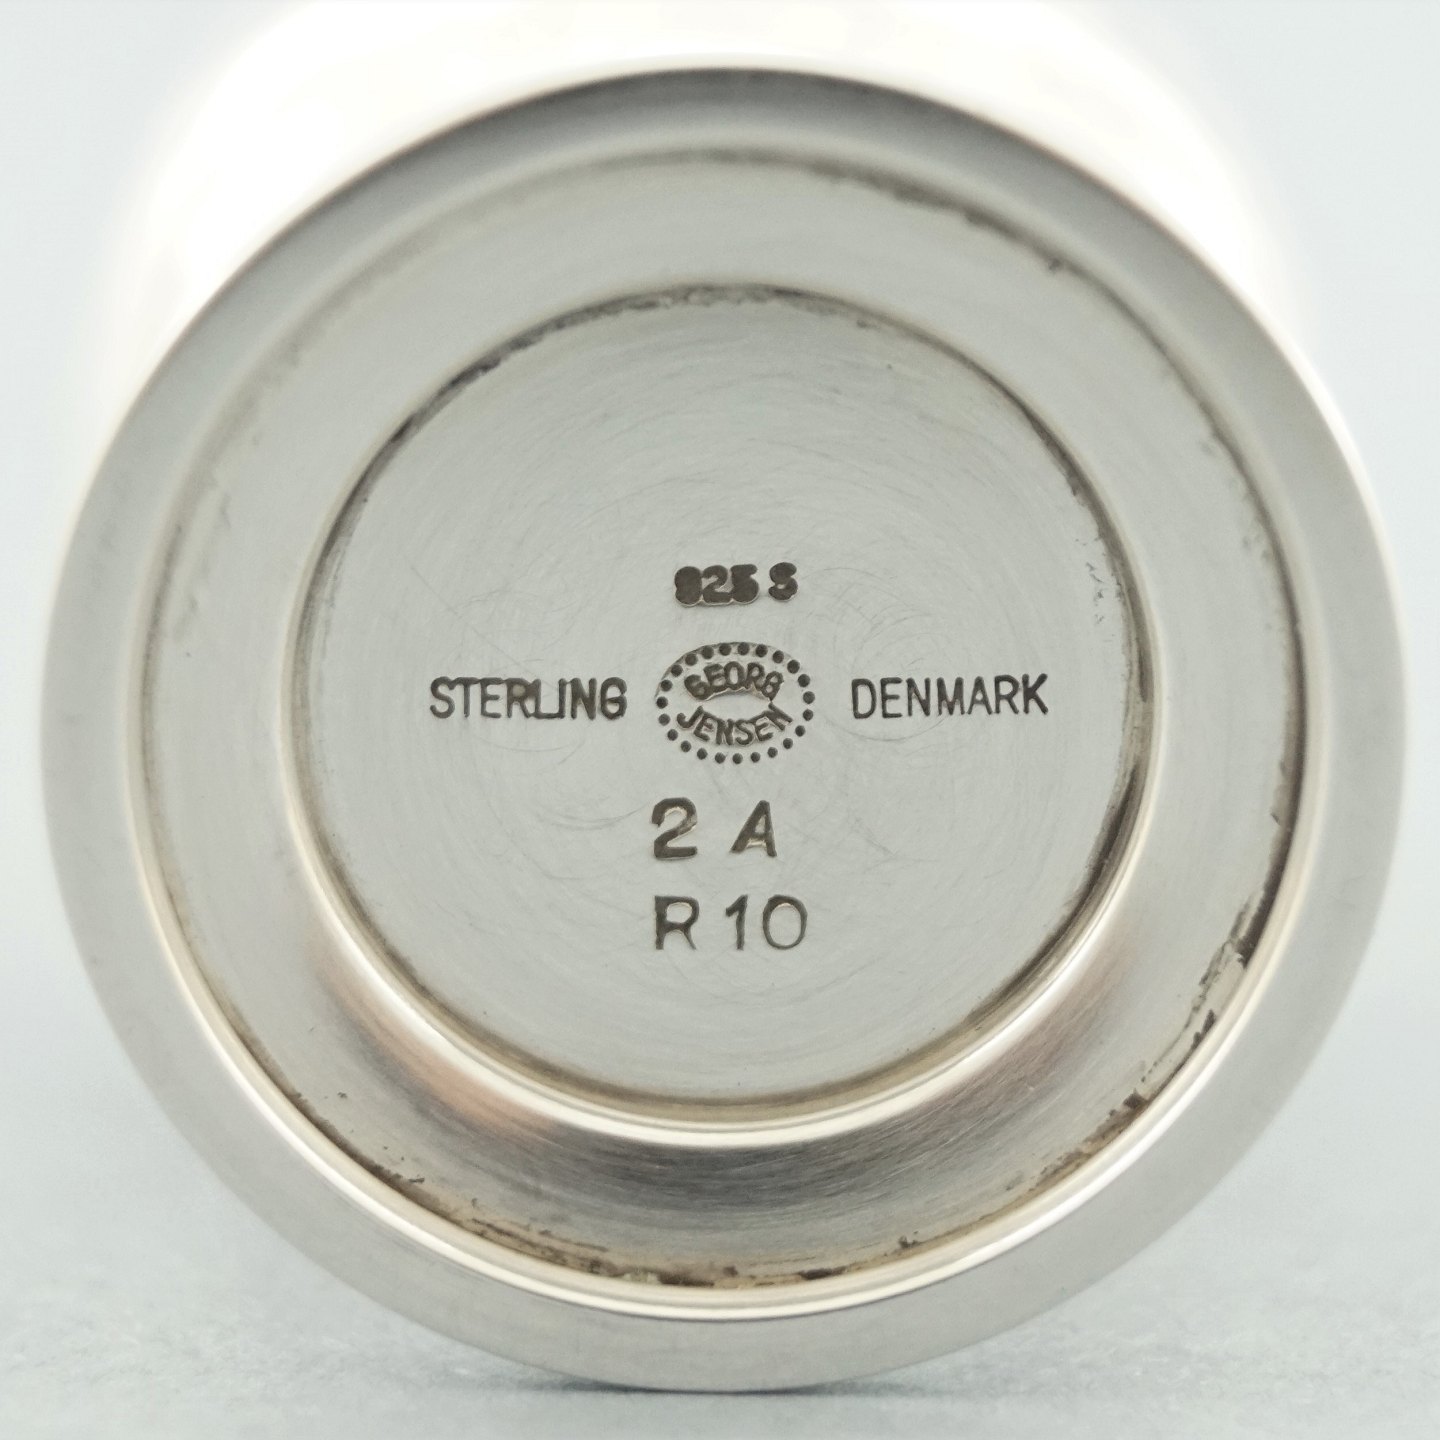 925 S
STERLING GEORG JENSEN DENMARK
2 A
R 10